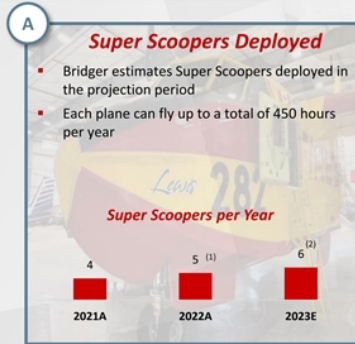 A
Super Scoopers Deployed
▪ Bridger estimates Super Scoopers deployed in
the projection period
▪ Each plane can fly up to a total of 450 hours
per year
Lewis 282
Super Scoopers per Year
4 5 (1) 6 (2)
2021A 2022A 2023E